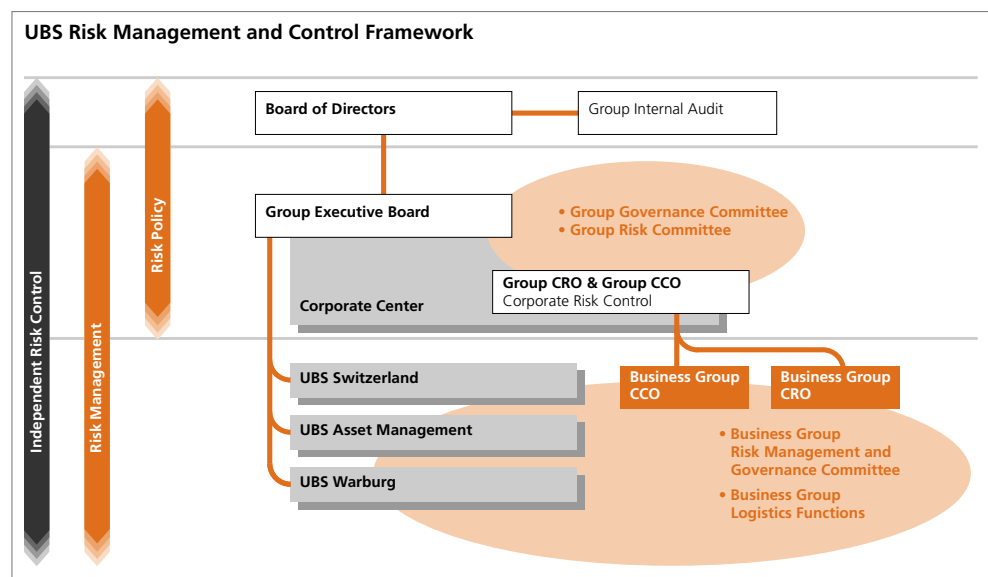 UBS Risk Management and Control Framework
Independent Risk Control
Risk Management
Risk Policy
Board of Directors
Group Internal Audit
Group Executive Board
• Group Governance Committee
• Group Risk Committee
Corporate Center
Group CRO & Group CCO
Corporate Risk Control
UBS Switzerland
UBS Asset Management
UBS Warburg
Business Group
CCO
Business Group
CRO
• Business Group
Risk Management and
Governance Committee
• Business Group
Logistics Functions